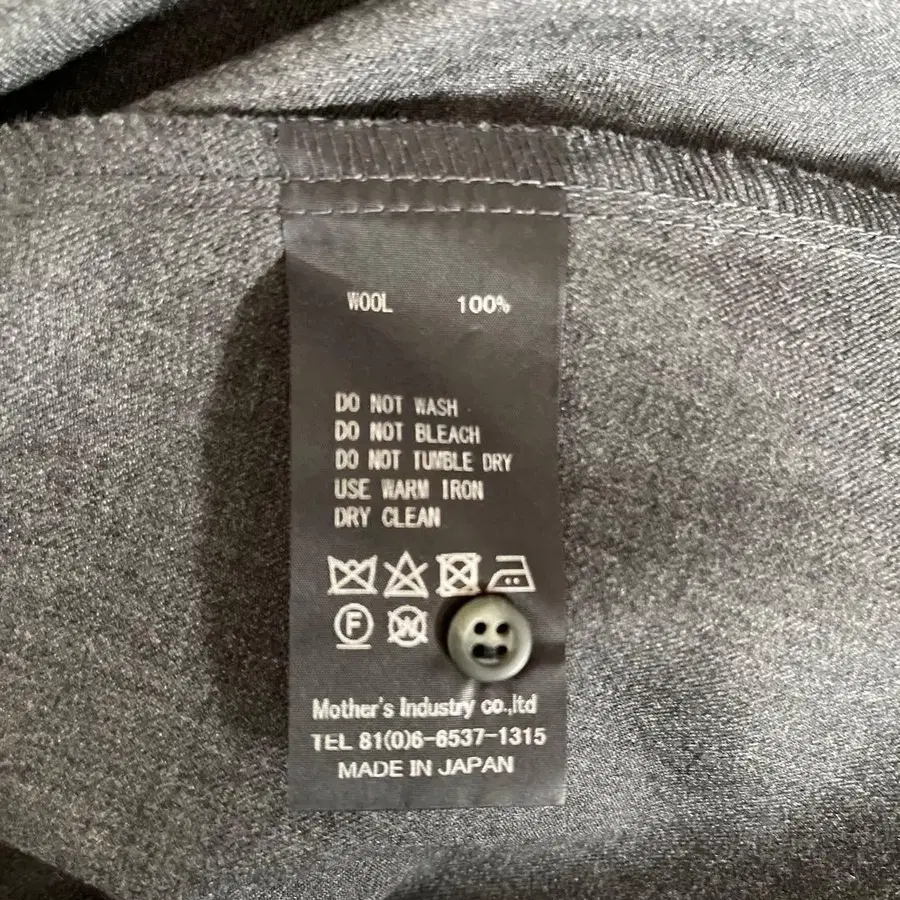 WOOL 100%
DO NOT WASH
DO NOT BLEACH
DO NOT TUMBLE DRY
USE WARM IRON
DRY CLEAN
F W
Mother's Industry co.,ltd
TEL 81(0)6-6537-1315
MADE IN JAPAN